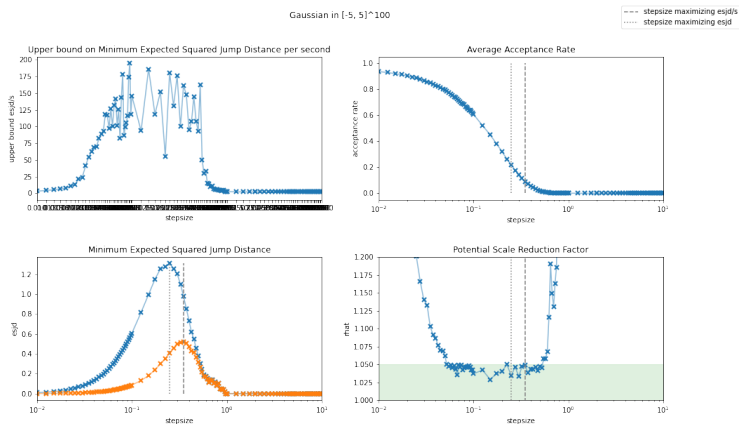 Gaussian in [-5, 5]^100
stepsize maximizing esjd/s
stepsize maximizing esjd
Upper bound on Minimum Expected Squared Jump Distance per second
200
175
150
125
100
75
50
25
0
upper bound esjd/s
stepsize
Average Acceptance Rate
1.0
0.8
0.6
0.4
0.2
0.0
acceptance rate
10⁻² 10⁻¹ 10⁰ 10¹
stepsize
Minimum Expected Squared Jump Distance
1.2
1.0
0.8
0.6
0.4
0.2
0.0
esjd
10⁻² 10⁻¹ 10⁰ 10¹
stepsize
Potential Scale Reduction Factor
1.200
1.175
1.150
1.125
1.100
1.075
1.050
1.025
1.000
rhat
10⁻² 10⁻¹ 10⁰ 10¹
stepsize